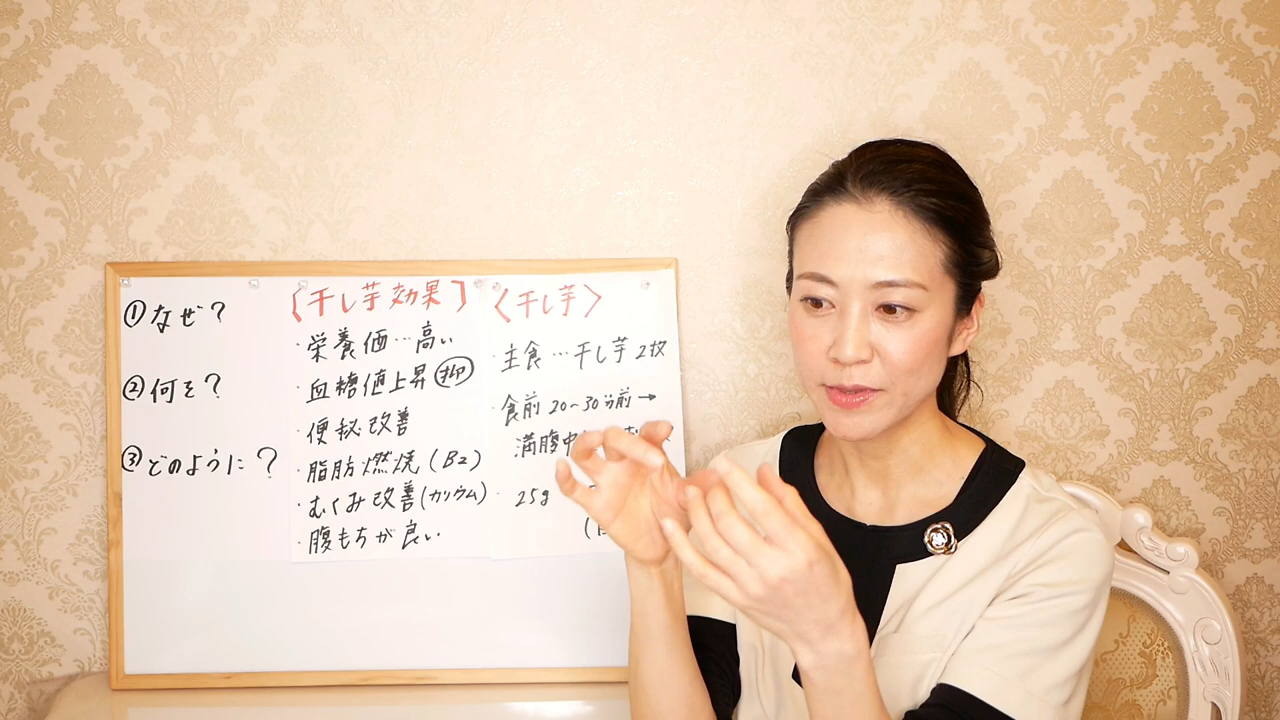 ①なぜ?
②何を?
③どのように?
〈干し芋効果〉
・栄養価…高い
・血糖値上昇抑
・便秘改善
・脂肪燃焼(B2)
・むくみ改善(カリウム)
・腹もちが良い
〈干し芋〉
・主食…干し芋2枚
・食前20~30分前→
満腹中
・25g